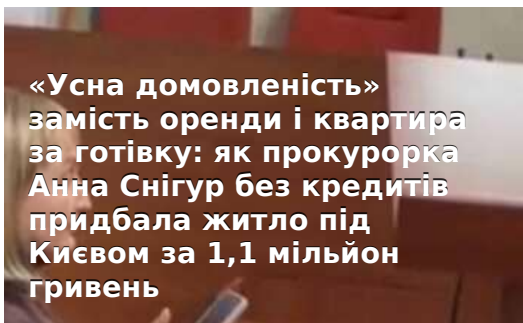 «Усна домовленість»
замість оренди і квартира
за готівку: як прокурорка
Анна Снігур без кредитів
придбала житло під
Києвом за 1,1 мільйон
гривень